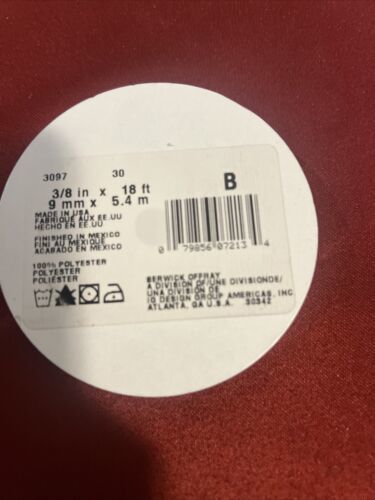 3097 30
3/8 in x 18 ft
9 mm x 5.4 m
MADE IN USA
FABRIQUÉ AUX EE.UU
HECHO EN EE.UU
FINISHED IN MEXICO
FINI AU MEXIQUE
ACABADO EN MEXICO
100% POLYESTER
POLYESTER
POLIÉSTER
B
0 79856 07213 4
BERWICK OFFRAY
A DIVISION OF/UNE DIVISIONDE/
UNA DIVISIÓN DE
IG DESIGN GROUP AMERICAS, INC
ATLANTA, GA U.S.A. 30342